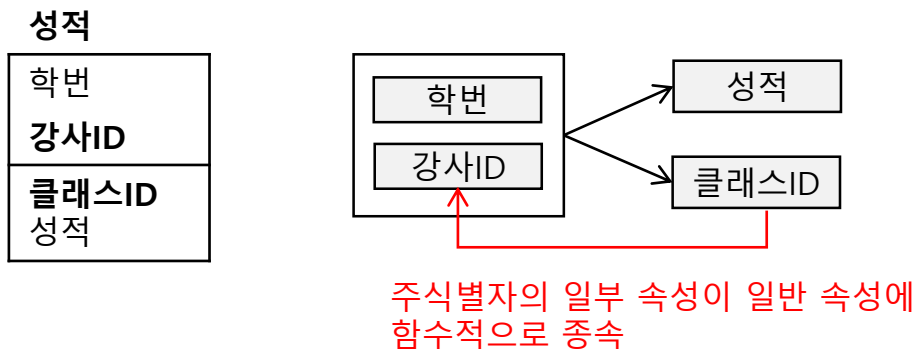 성적
학번
강사ID
클래스ID
성적
학번
강사ID
성적
클래스ID
주식별자의 일부 속성이 일반 속성에
함수적으로 종속